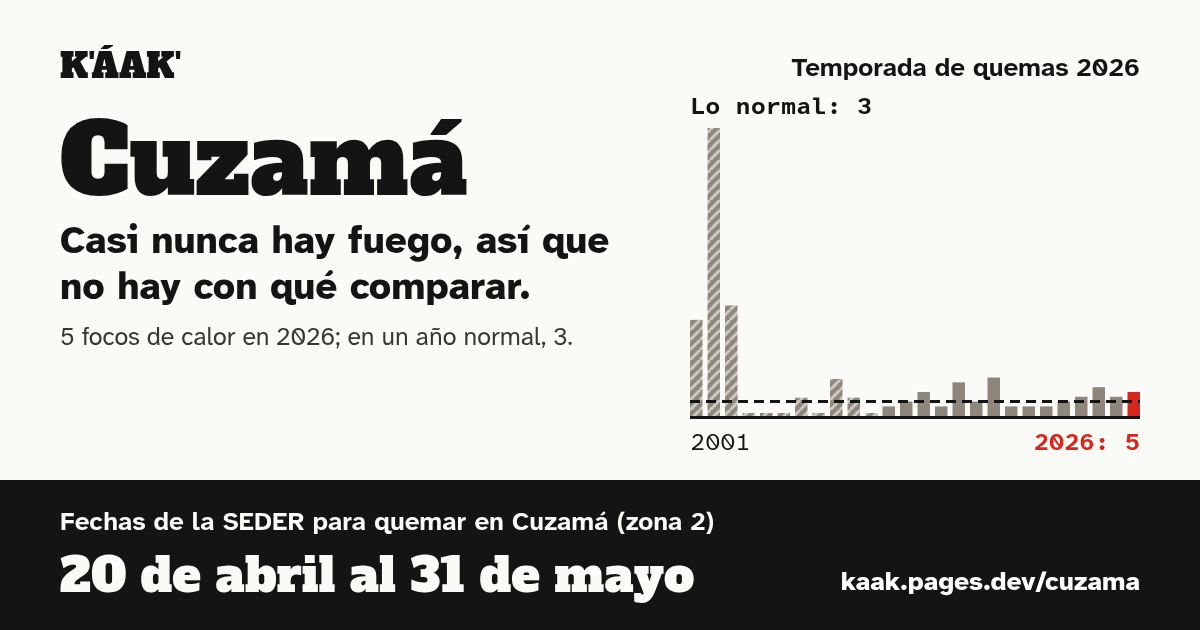 K'ÁAK'
Temporada de quemas 2026
Lo normal: 3
Cuzamá
Casi nunca hay fuego, así que
no hay con qué comparar.
5 focos de calor en 2026; en un año normal, 3.
2001
2026: 5
Fechas de la SEDER para quemar en Cuzamá (zona 2)
20 de abril al 31 de mayo
kaak.pages.dev/cuzama